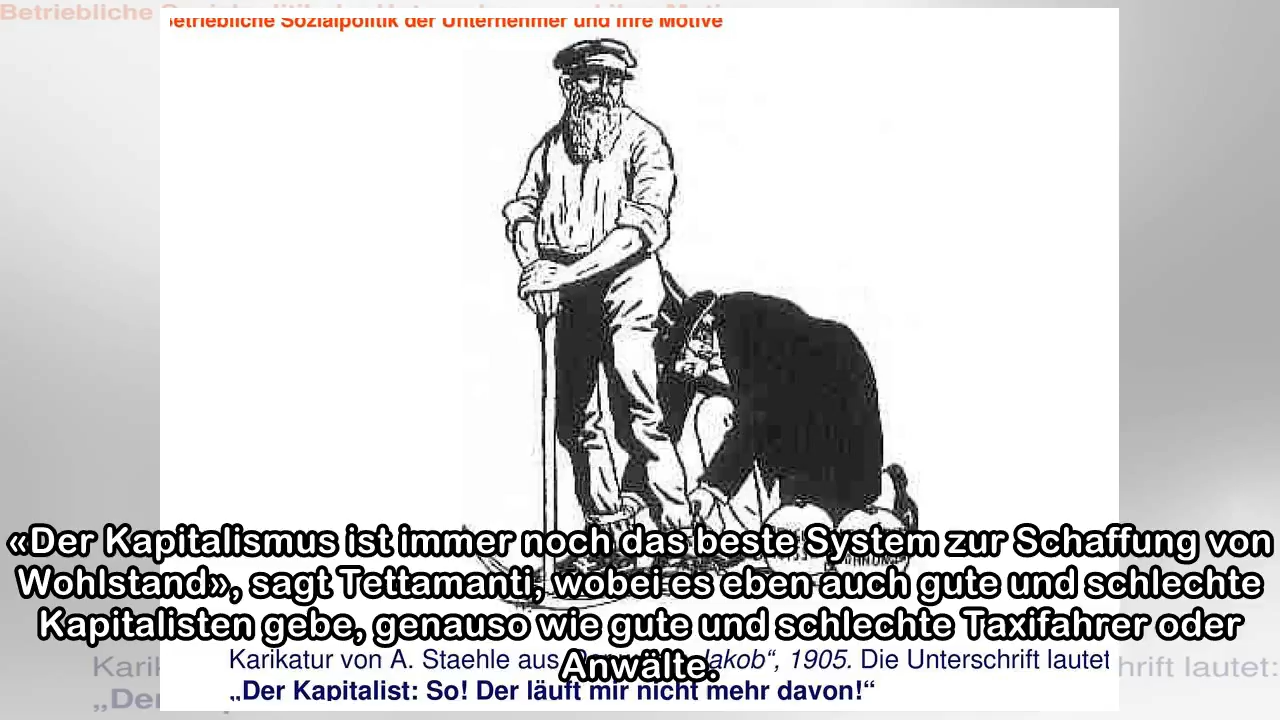 Betriebliche Sozialpolitik der Unternehmer und ihre Motive
«Der Kapitalismus ist immer noch das beste System zur Schaffung von
Wohlstand», sagt Tettamanti, wobei es eben auch gute und schlechte
Kapitalisten gebe, genauso wie gute und schlechte Taxifahrer oder
Anwälte.
Karikatur von A. Staehle aus Jakob“, 1905. Die Unterschrift lautet
„Der Kapitalist: So! Der läuft mir nicht mehr davon!“